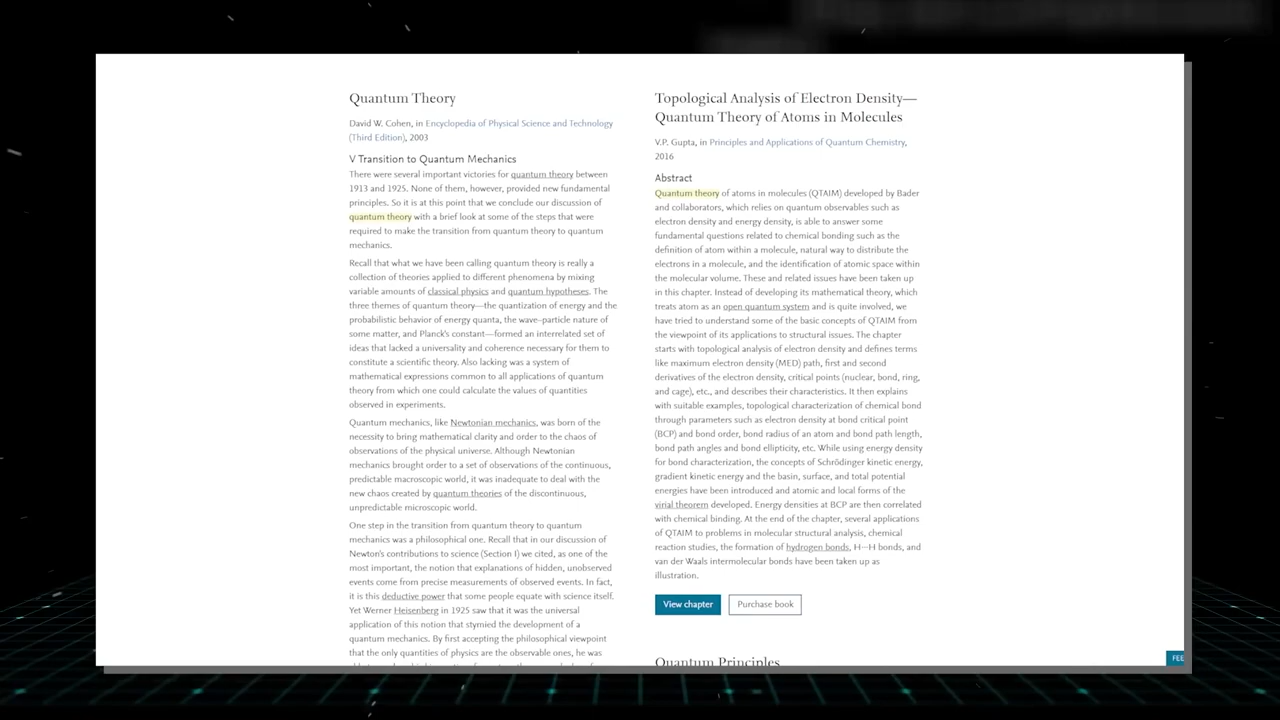 Quantum Theory
David W. Cohen, in Encyclopedia of Physical Science and Technology
(Third Edition), 2003
V Transition to Quantum Mechanics
There were several important victories for quantum theory between
1913 and 1925. None of them, however, provided new fundamental
principles. So it is at this point that we conclude our discussion of
quantum theory with a brief look at some of the steps that were
required to make the transition from quantum theory to quantum
mechanics.
Recall that what we have been calling quantum theory is really a
collection of theories applied to different phenomena by mixing
variable amounts of classical physics and quantum hypotheses. The
three themes of quantum theory—the quantization of energy and the
probabilistic behavior of energy quanta, the wave–particle nature of
some matter, and Planck's constant—formed an interrelated set of
ideas that lacked a universality and coherence necessary for them to
constitute a scientific theory. Also lacking was a system of
mathematical expressions common to all applications of quantum
theory from which one could calculate the values of quantities
observed in experiments.
Quantum mechanics, like Newtonian mechanics, was born of the
necessity to bring mathematical clarity and order to the chaos of
observations of the physical universe. Although Newtonian
mechanics brought order to a set of observations of the continuous,
predictable macroscopic world, it was inadequate to deal with the
new chaos created by quantum theories of the discontinuous,
unpredictable microscopic world.
One step in the transition from quantum theory to quantum
mechanics was a philosophical one. Recall that in our discussion of
Newton's contributions to science (Section I) we cited, as one of the
most important, the notion that explanations of hidden, unobserved
events come from precise measurements of observed events. In fact,
it is this deductive power that some people equate with science itself.
Yet Werner Heisenberg in 1925 saw that it was the universal
application of this notion that stymied the development of a
quantum mechanics. By first accepting the philosophical viewpoint
that the only quantities of physics are the observable ones, he was
Topological Analysis of Electron Density—
Quantum Theory of Atoms in Molecules
V.P. Gupta, in Principles and Applications of Quantum Chemistry,
2016
Abstract
Quantum theory of atoms in molecules (QTAIM) developed by Bader
and collaborators, which relies on quantum observables such as
electron density and energy density, is able to answer some
fundamental questions related to chemical bonding such as the
definition of atom within a molecule, natural way to distribute the
electrons in a molecule, and the identification of atomic space within
the molecular volume. These and related issues have been taken up
in this chapter. Instead of developing its mathematical theory, which
treats atom as an open quantum system and is quite involved, we
have tried to understand some of the basic concepts of QTAIM from
the viewpoint of its applications to structural issues. The chapter
starts with topological analysis of electron density and defines terms
like maximum electron density (MED) path, first and second
derivatives of the electron density, critical points (nuclear, bond, ring,
and cage), etc., and describes their characteristics. It then explains
with suitable examples, topological characterization of chemical bond
through parameters such as electron density at bond critical point
(BCP) and bond order, bond radius of an atom and bond path length,
bond path angles and bond ellipticity, etc. While using energy density
for bond characterization, the concepts of Schrödinger kinetic energy,
gradient kinetic energy and the basin, surface, and total potential
energies have been introduced and atomic and local forms of the
virial theorem developed. Energy densities at BCP are then correlated
with chemical binding. At the end of the chapter, several applications
of QTAIM to problems in molecular structural analysis, chemical
reaction studies, the formation of hydrogen bonds, H···H bonds, and
van der Waals intermolecular bonds have been taken up as
illustration.
View chapter
Purchase book
Quantum Principles
FEE